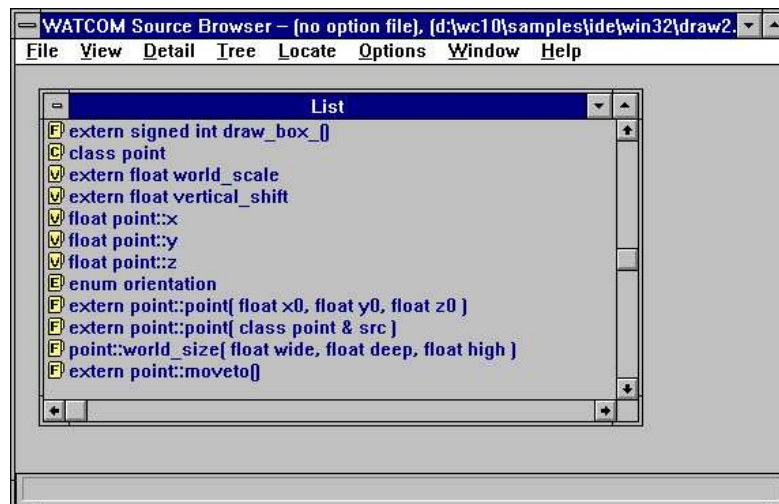 WATCOM Source Browser – (no option file), (d:\wc10\samples\ide\win32\draw2.
File View Detail Tree Locate Options Window Help
List
F extern signed int draw_box_()
C class point
V extern float world_scale
V extern float vertical_shift
V float point::x
V float point::y
V float point::z
E enum orientation
F extern point::point( float x0, float y0, float z0 )
F extern point::point( class point & src )
F point::world_size( float wide, float deep, float high )
F extern point::moveto()